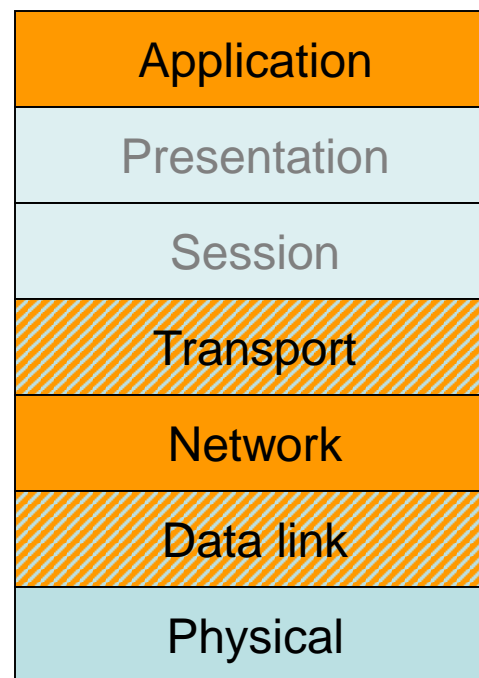 Application
Presentation
Session
Transport
Network
Data link
Physical